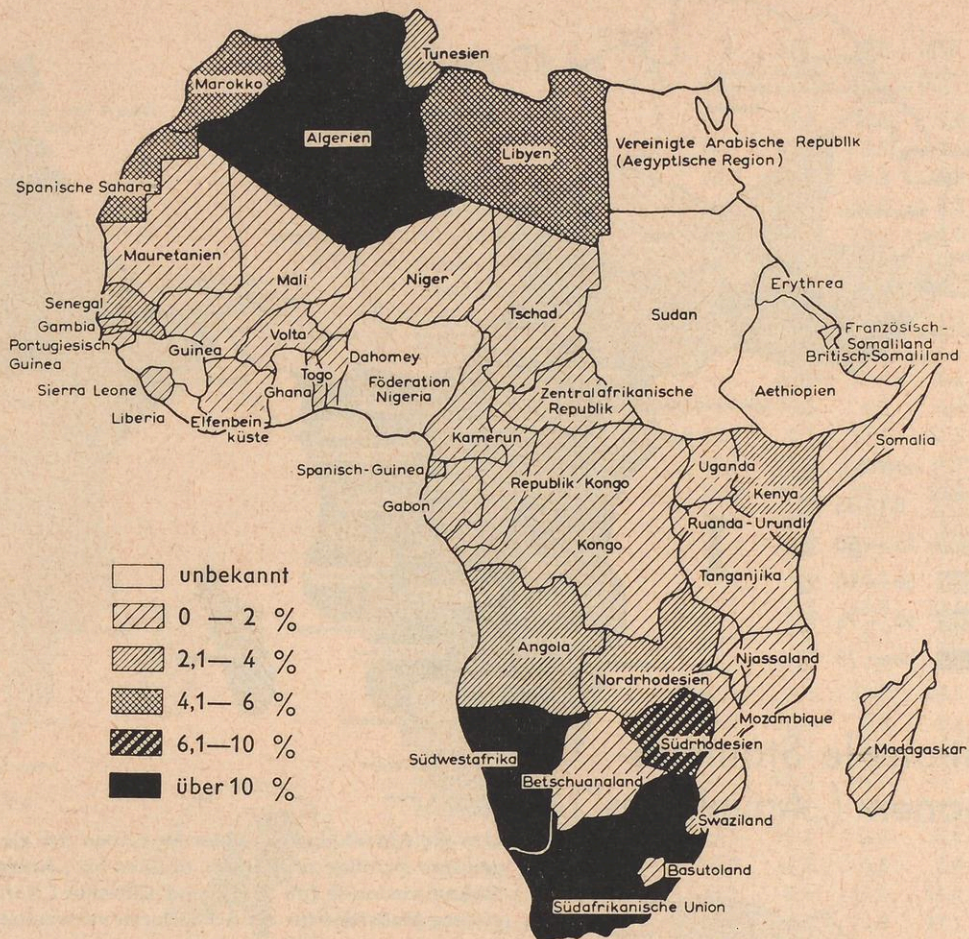 Tunesien
Marokko
Algerien
Libyen
Vereinigte Arabische Republik
(Aegyptische Region)
Spanische Sahara
Mauretanien
Mali
Niger
Tschad
Sudan
Erythrea
Senegal
Gambia
Portugiesisch-
Guinea
Guinea
Volta
Dahomey
Togo
Ghana
Föderation
Nigeria
Französisch-
Somaliland
Britisch-Somaliland
Sierra Leone
Liberia
Elfenbein
küste
Zentralafrikanische
Republik
Aethiopien
Somalia
Kamerun
Spanisch-Guinea
Gabon
Republik Kongo
Kongo
Uganda
Kenya
Ruanda-Urundi
Tanganjika
Angola
Nordrhodesien
Njassaland
Mozambique
Südrhodesien
Madagaskar
Südwestafrika
Betschuanaland
Swaziland
Basutoland
Südafrikanische Union
unbekannt
0 — 2 %
2,1— 4 %
4,1— 6 %
6,1—10 %
über 10 %